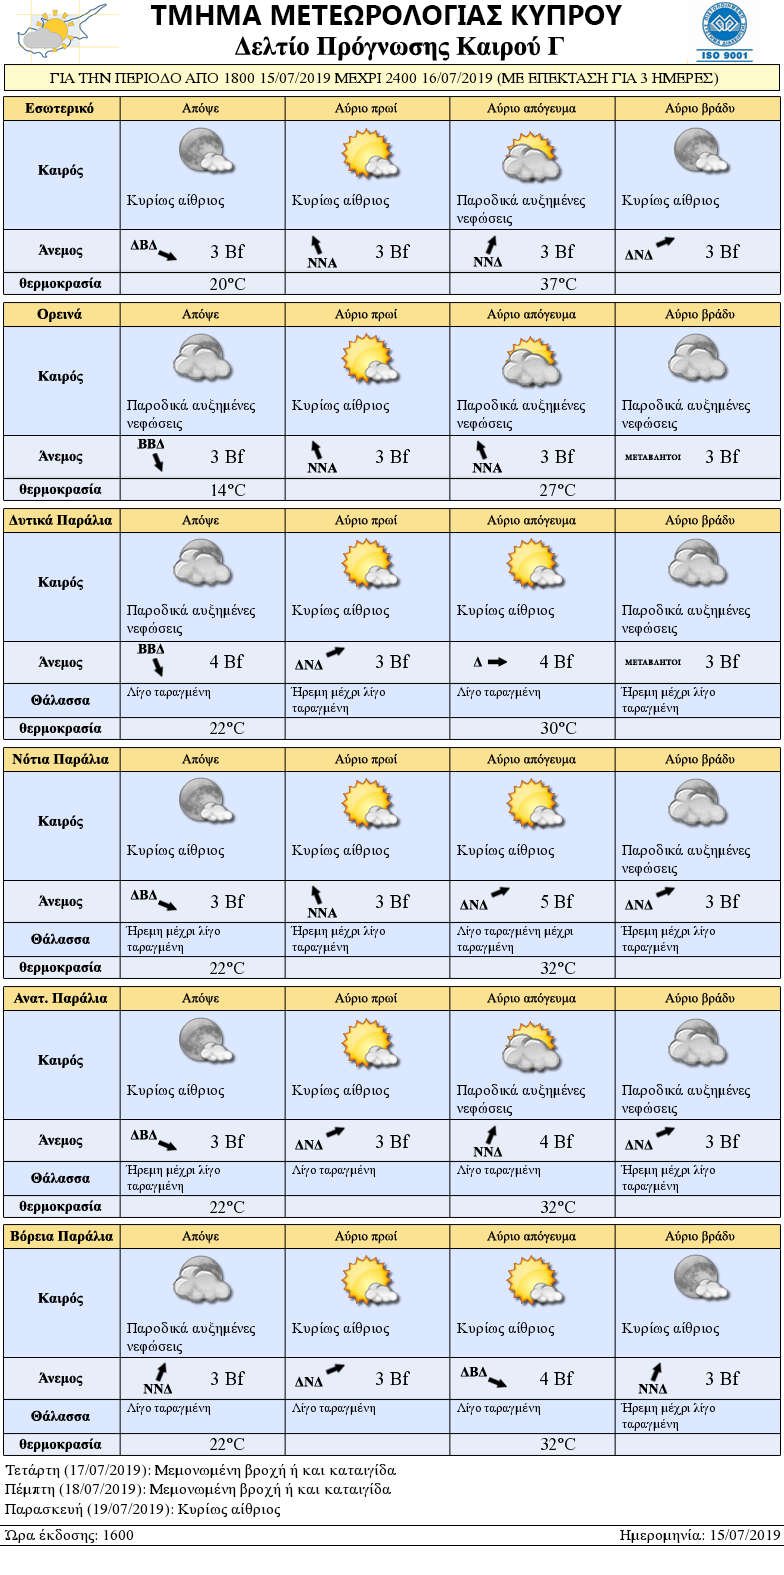 ΤΜΗΜΑ ΜΕΤΕΩΡΟΛΟΓΙΑΣ ΚΥΠΡΟΥ
Δελτίο Πρόγνωσης Καιρού Γ
ISO 9001
ΓΙΑ ΤΗΝ ΠΕΡΙΟΔΟ ΑΠΟ 1800 15/07/2019 ΜΕΧΡΙ 2400 16/07/2019 (ΜΕ ΕΠΕΚΤΑΣΗ ΓΙΑ 3 ΗΜΕΡΕΣ)
Εσωτερικό Απόψε Αύριο πρωί Αύριο απόγευμα Αύριο βράδυ
Καιρός
Κυρίως αίθριος Κυρίως αίθριος Παροδικά αυξημένες Κυρίως αίθριος
νεφώσεις
Άνεμος ΔΒΔ 3 Bf ΝΝΑ 3 Bf ΝΝΔ 3 Bf ΔΝΔ 3 Bf
θερμοκρασία 20°C 37°C
Ορεινά Απόψε Αύριο πρωί Αύριο απόγευμα Αύριο βράδυ
Καιρός
Παροδικά αυξημένες Κυρίως αίθριος Παροδικά αυξημένες Παροδικά αυξημένες
νεφώσεις νεφώσεις νεφώσεις
Άνεμος ΒΒΔ 3 Bf ΝΝΑ 3 Bf ΝΝΑ 3 Bf ΜΕΤΑΒΛΗΤΟΙ 3 Bf
θερμοκρασία 14°C 27°C
Δυτικά Παράλια Απόψε Αύριο πρωί Αύριο απόγευμα Αύριο βράδυ
Καιρός
Παροδικά αυξημένες Κυρίως αίθριος Κυρίως αίθριος Παροδικά αυξημένες
νεφώσεις νεφώσεις
Άνεμος ΒΒΔ 4 Bf ΔΝΔ 3 Bf Δ 4 Bf ΜΕΤΑΒΛΗΤΟΙ 3 Bf
Θάλασσα Λίγο ταραγμένη Ήρεμη μέχρι λίγο Λίγο ταραγμένη Ήρεμη μέχρι λίγο
ταραγμένη ταραγμένη
θερμοκρασία 22°C 30°C
Νότια Παράλια Απόψε Αύριο πρωί Αύριο απόγευμα Αύριο βράδυ
Καιρός
Κυρίως αίθριος Κυρίως αίθριος Κυρίως αίθριος Παροδικά αυξημένες
νεφώσεις
Άνεμος ΔΒΔ 3 Bf ΝΝΑ 3 Bf ΔΝΔ 5 Bf ΔΝΔ 3 Bf
Θάλασσα Ήρεμη μέχρι λίγο Ήρεμη μέχρι λίγο Λίγο ταραγμένη μέχρι Ήρεμη μέχρι λίγο
ταραγμένη ταραγμένη ταραγμένη ταραγμένη
θερμοκρασία 22°C 32°C
Ανατ. Παράλια Απόψε Αύριο πρωί Αύριο απόγευμα Αύριο βράδυ
Καιρός
Κυρίως αίθριος Κυρίως αίθριος Παροδικά αυξημένες Παροδικά αυξημένες
νεφώσεις νεφώσεις
Άνεμος ΔΒΔ 3 Bf ΔΝΔ 3 Bf ΝΝΔ 4 Bf ΔΝΔ 3 Bf
Θάλασσα Ήρεμη μέχρι λίγο Λίγο ταραγμένη Λίγο ταραγμένη Ήρεμη μέχρι λίγο
ταραγμένη ταραγμένη
θερμοκρασία 22°C 32°C
Βόρεια Παράλια Απόψε Αύριο πρωί Αύριο απόγευμα Αύριο βράδυ
Καιρός
Παροδικά αυξημένες Κυρίως αίθριος Κυρίως αίθριος Κυρίως αίθριος
νεφώσεις
Άνεμος ΝΝΔ 3 Bf ΔΝΔ 3 Bf ΔΒΔ 4 Bf ΝΝΔ 3 Bf
Θάλασσα Λίγο ταραγμένη Λίγο ταραγμένη Λίγο ταραγμένη Ήρεμη μέχρι λίγο
ταραγμένη
θερμοκρασία 22°C 32°C
Τετάρτη (17/07/2019): Μεμονωμένη βροχή ή και καταιγίδα
Πέμπτη (18/07/2019): Μεμονωμένη βροχή ή και καταιγίδα
Παρασκευή (19/07/2019): Κυρίως αίθριος
Ώρα έκδοσης: 1600 Ημερομηνία: 15/07/2019